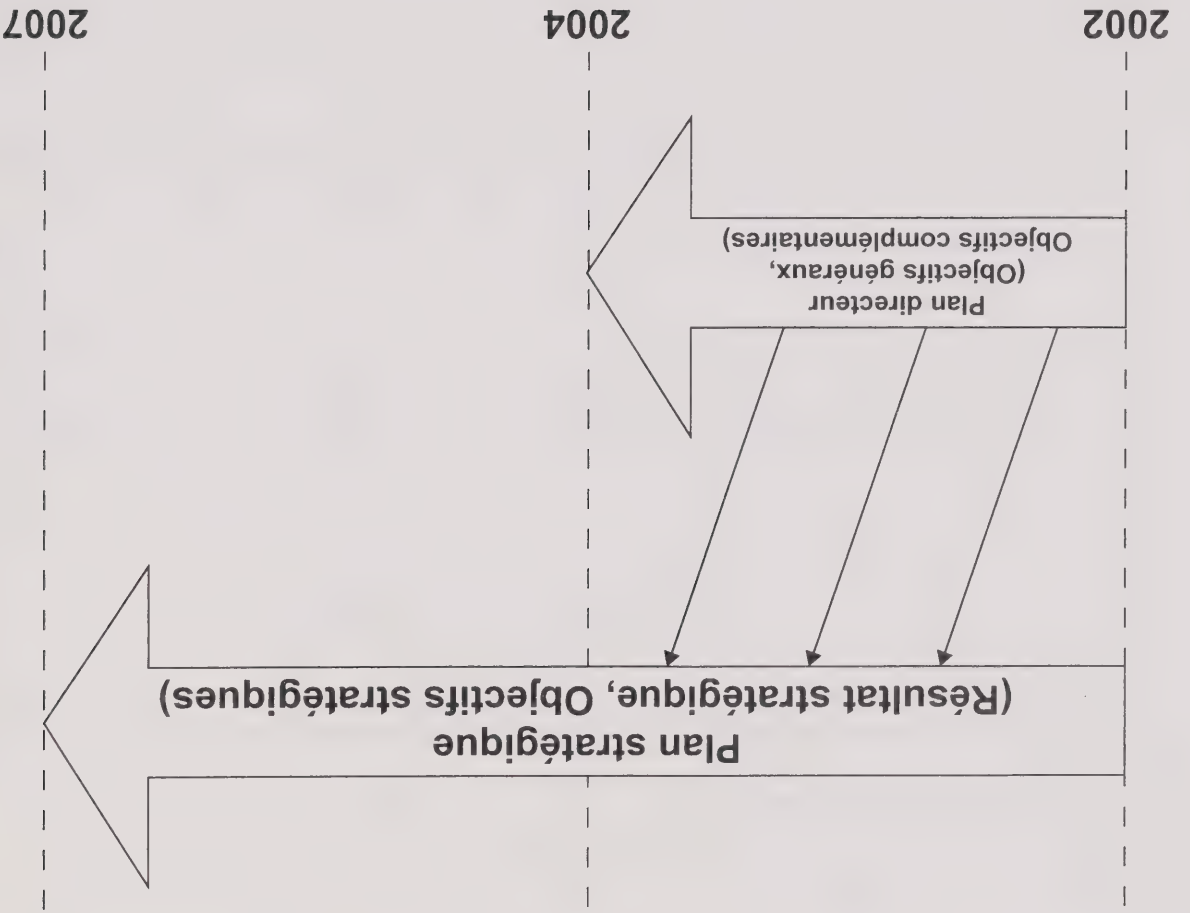 Plan stratégique
(Résultat stratégique, Objectifs stratégiques)
Plan directeur
(Objectifs généraux,
Objectifs complémentaires)
2002
2004
2007